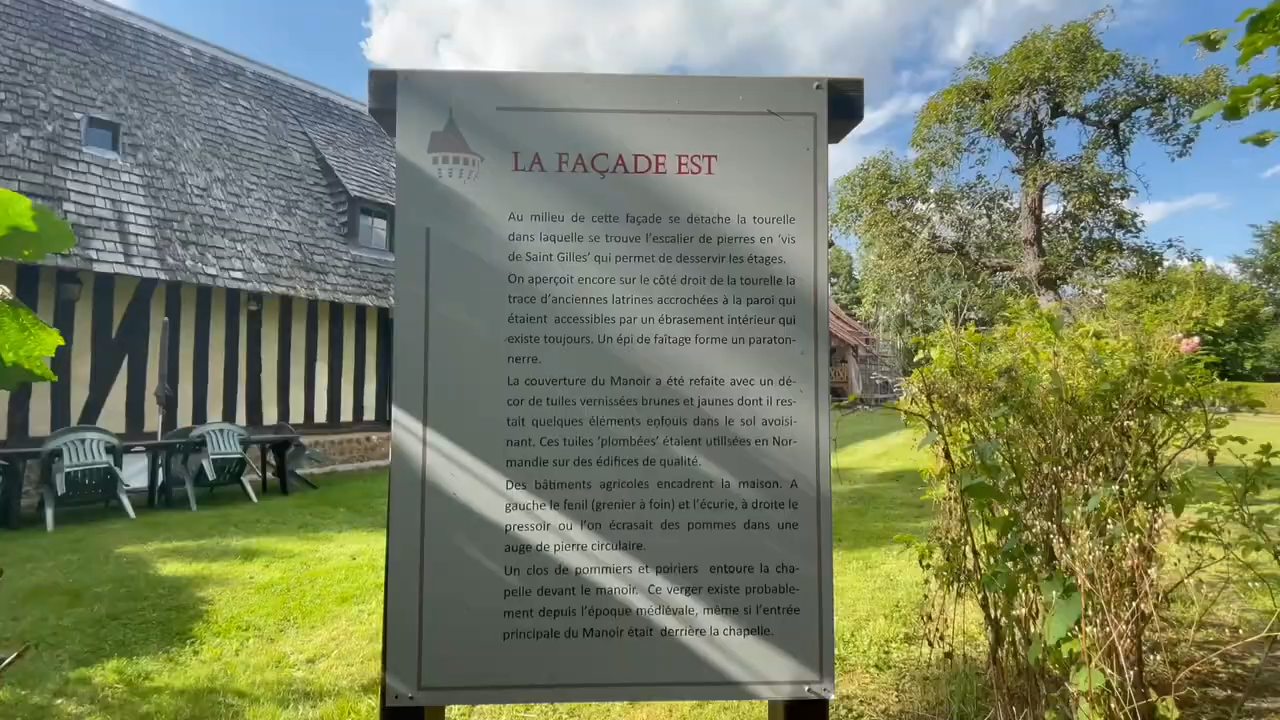 LA FAÇADE EST
Au milieu de cette façade se détache la tourelle
dans laquelle se trouve l'escalier de pierres en 'vis
de Saint Gilles' qui permet de desservir les étages.
On aperçoit encore sur le côté droit de la tourelle la
trace d'anciennes latrines accrochées à la paroi qui
étaient accessibles par un ébrasement intérieur qui
existe toujours. Un épi de faîtage forme un paraton-
nerre.
La couverture du Manoir a été refaite avec un dé-
cor de tuiles vernissées brunes et jaunes dont il res-
tait quelques éléments enfouis dans le sol avoisi-
nant. Ces tuiles 'plombées' étaient utilisées en Nor-
mandie sur des édifices de qualité.
Des bâtiments agricoles encadrent la maison. A
gauche le fenil (grenier à foin) et l'écurie, à droite le
pressoir ou l'on écrasait des pommes dans une
auge de pierre circulaire.
Un clos de pommiers et poiriers entoure la cha-
pelle devant le manoir. Ce verger existe probable-
ment depuis l'époque médiévale, même si l'entrée
principale du Manoir était derrière la chapelle.